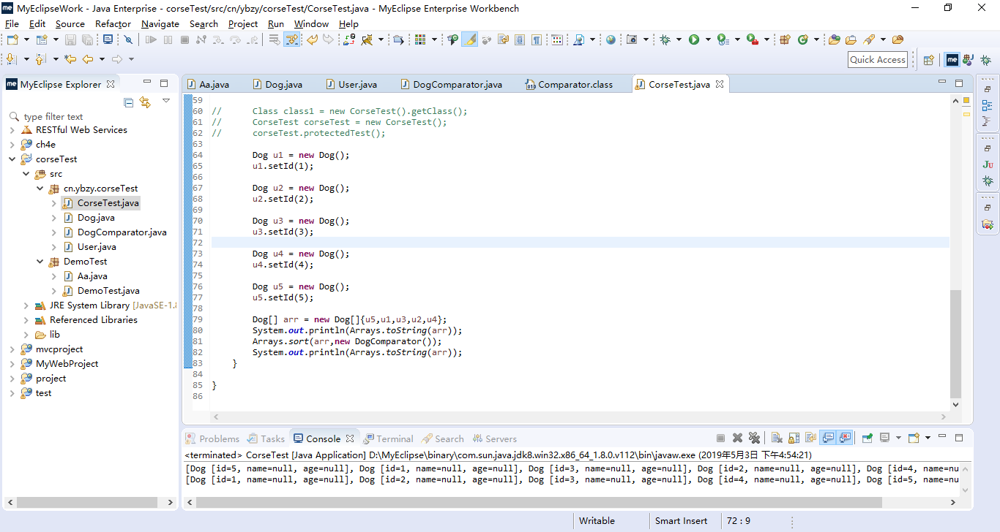 MyEclipseWork - Java Enterprise - corseTest/src/cn/ybzy/corseTest/CorseTest.java - MyEclipse Enterprise Workbench
File Edit Source Refactor Navigate Search Project Run Window Help
Quick Access
MyEclipse Explorer
type filter text
RESTful Web Services
ch4e
corseTest
src
cn.ybzy.corseTest
CorseTest.java
Dog.java
DogComparator.java
User.java
DemoTest
Aa.java
DemoTest.java
JRE System Library [JavaSE-1.8
Referenced Libraries
lib
mvcproject
MyWebProject
project
test
Aa.java Dog.java User.java DogComparator.java Comparator.class CorseTest.java
59
60 // Class class1 = new CorseTest().getClass();
61 // CorseTest corseTest = new CorseTest();
62 // corseTest.protectedTest();
63
64 Dog u1 = new Dog();
65 u1.setId(1);
66
67 Dog u2 = new Dog();
68 u2.setId(2);
69
70 Dog u3 = new Dog();
71 u3.setId(3);
72
73 Dog u4 = new Dog();
74 u4.setId(4);
75
76 Dog u5 = new Dog();
77 u5.setId(5);
78
79 Dog[] arr = new Dog[]{u5,u1,u3,u2,u4};
80 System.out.println(Arrays.toString(arr));
81 Arrays.sort(arr,new DogComparator());
82 System.out.println(Arrays.toString(arr));
83 }
84
85 }
86
Problems Tasks Console Terminal Search Servers
<terminated> CorseTest [Java Application] D:\MyEclipse\binary\com.sun.java.jdk8.win32.x86_64_1.8.0.v112\bin\javaw.exe (2019年5月3日 下午4:54:21)
[Dog [id=5, name=null, age=null], Dog [id=1, name=null, age=null], Dog [id=3, name=null, age=null], Dog [id=2, name=null, age=null], Dog [id=4, name=nu
[Dog [id=1, name=null, age=null], Dog [id=2, name=null, age=null], Dog [id=3, name=null, age=null], Dog [id=4, name=null, age=null], Dog [id=5, name=nu
Writable Smart Insert 72 : 9